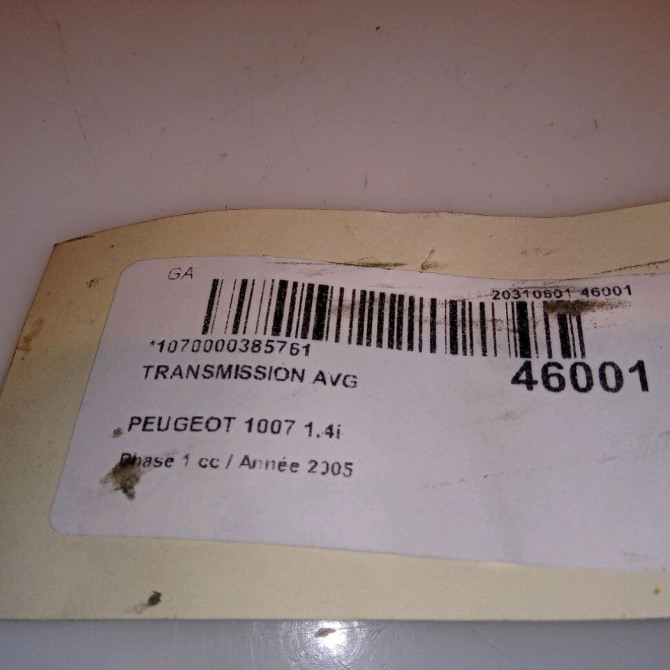 GA
20310601 46001
*1070000385761
TRANSMISSION AVG
46001
PEUGEOT 1007 1.4i
Phase 1 cc / Année 2005